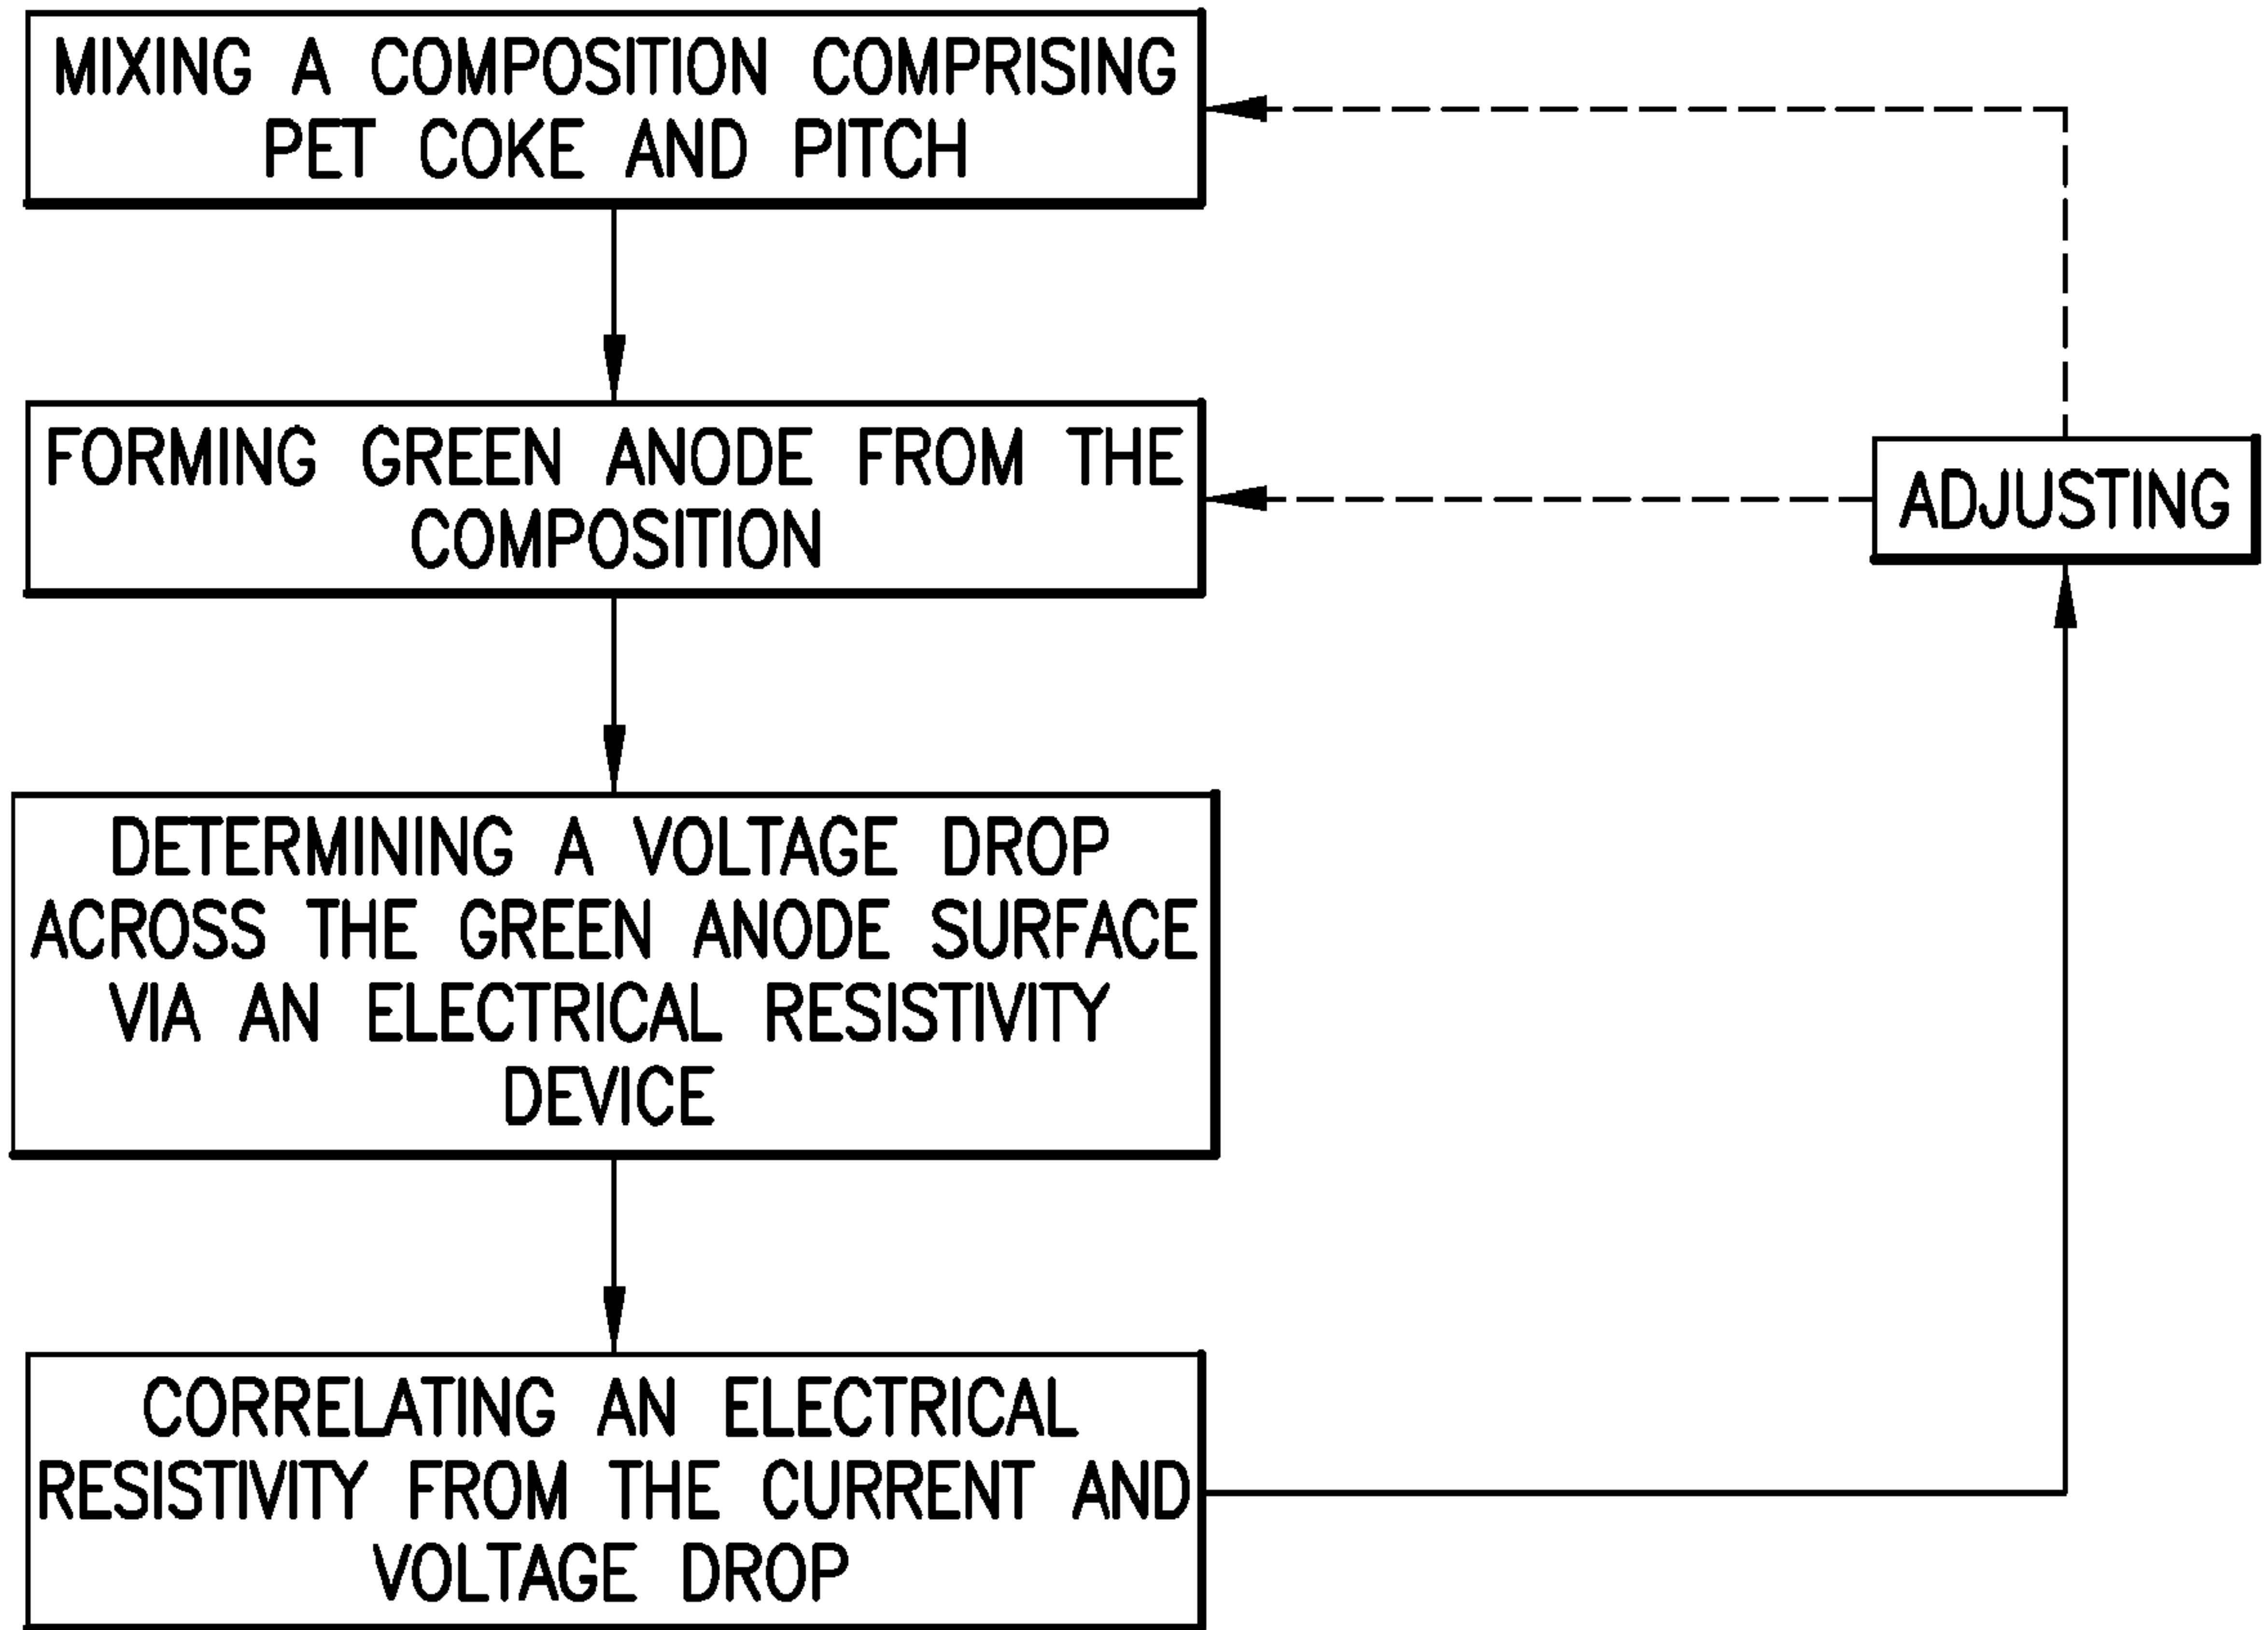 MIXING A COMPOSITION COMPRISING
PET COKE AND PITCH
FORMING GREEN ANODE FROM THE
COMPOSITION
ADJUSTING
DETERMINING A VOLTAGE DROP
ACROSS THE GREEN ANODE SURFACE
VIA AN ELECTRICAL RESISTIVITY
DEVICE
CORRELATING AN ELECTRICAL
RESISTIVITY FROM THE CURRENT AND
VOLTAGE DROP